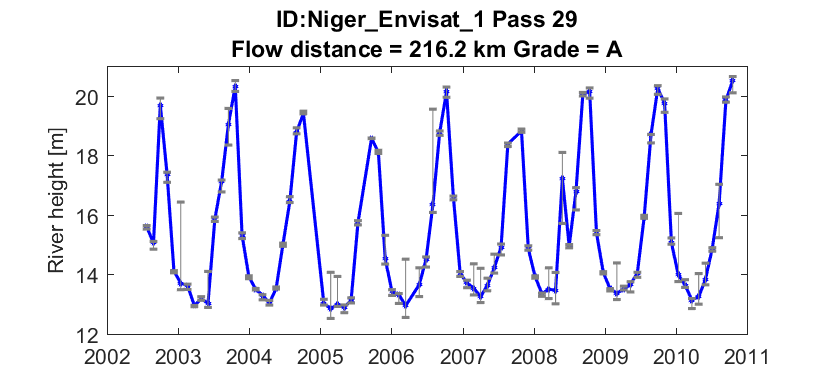 ID:Niger_Envisat_1 Pass 29
Flow distance = 216.2 km Grade = A
River height [m]
20
18
16
14
12
2002 2003 2004 2005 2006 2007 2008 2009 2010 2011